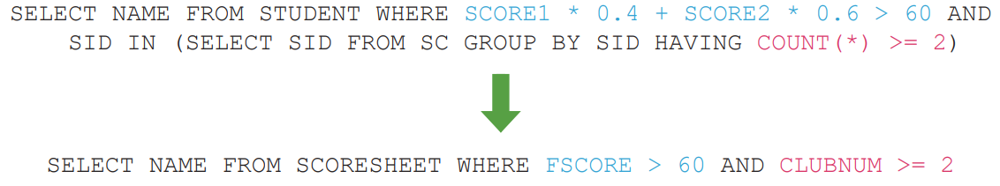 SELECT NAME FROM STUDENT WHERE SCORE1 * 0.4 + SCORE2 * 0.6 > 60 AND
SID IN (SELECT SID FROM SC GROUP BY SID HAVING COUNT(*) >= 2)
SELECT NAME FROM SCORESHEET WHERE FSCORE > 60 AND CLUBNUM >= 2